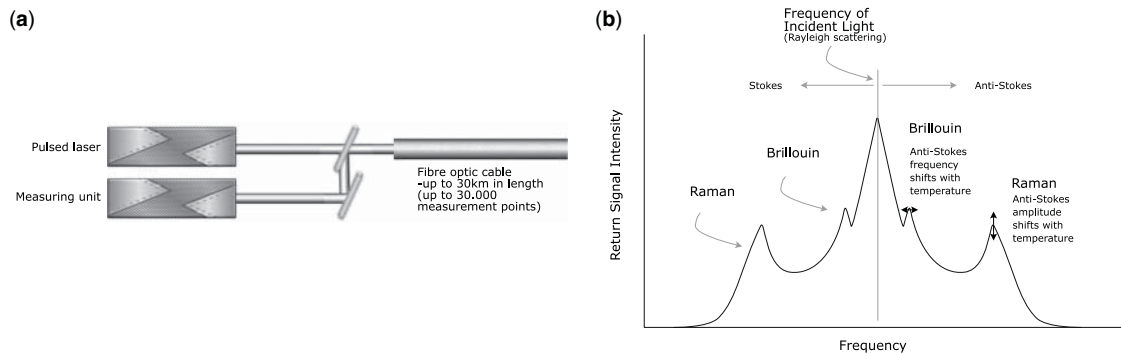 (a)
Pulsed laser
Measuring unit
Fibre optic cable
-up to 30km in length
(up to 30.000
measurement points)
(b)
Frequency of
Incident Light
(Rayleigh scattering)
Stokes
Anti-Stokes
Brillouin
Anti-Stokes
frequency
shifts with
temperature
Brillouin
Raman
Raman
Anti-Stokes
amplitude
shifts with
temperature
Return Signal Intensity
Frequency